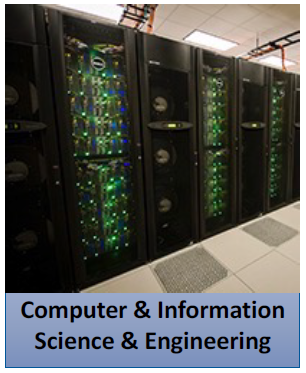 Computer & Information
Science & Engineering